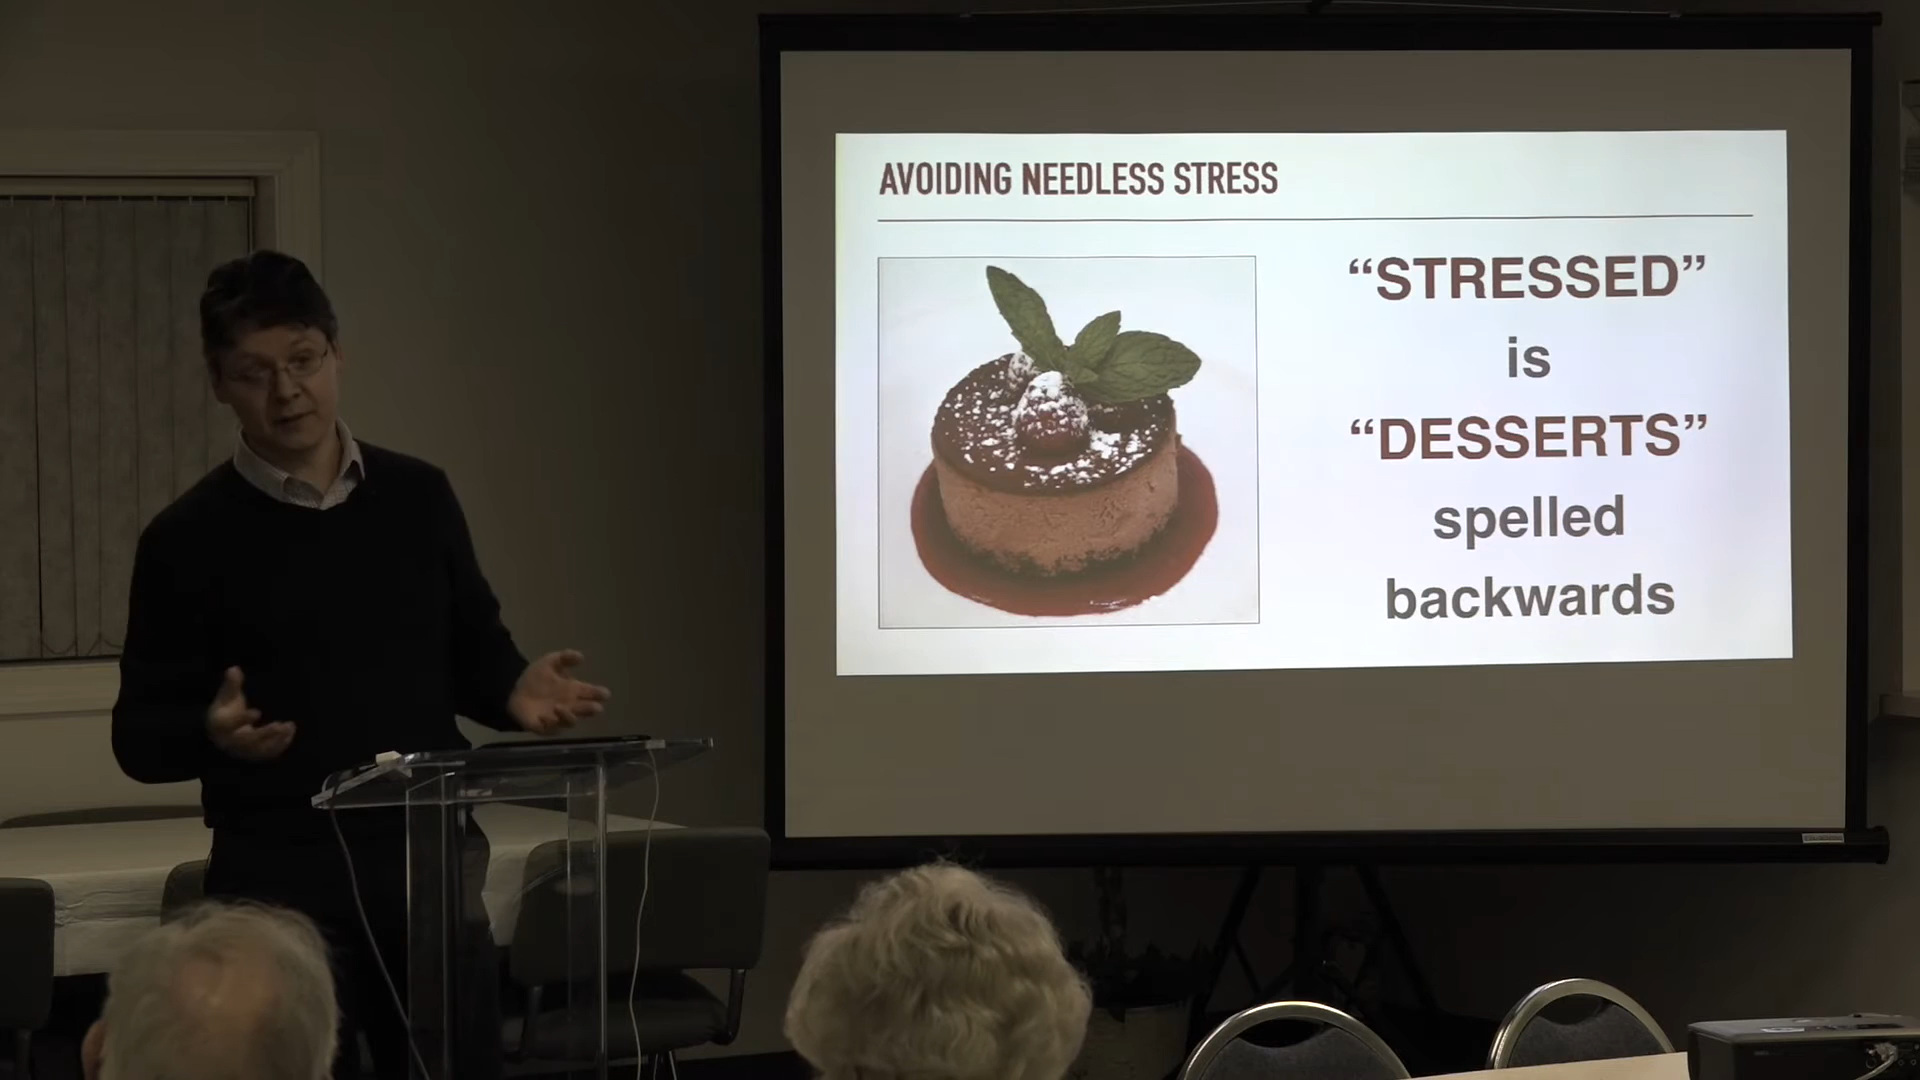 AVOIDING NEEDLESS STRESS
“STRESSED”
is
“DESSERTS”
spelled
backwards